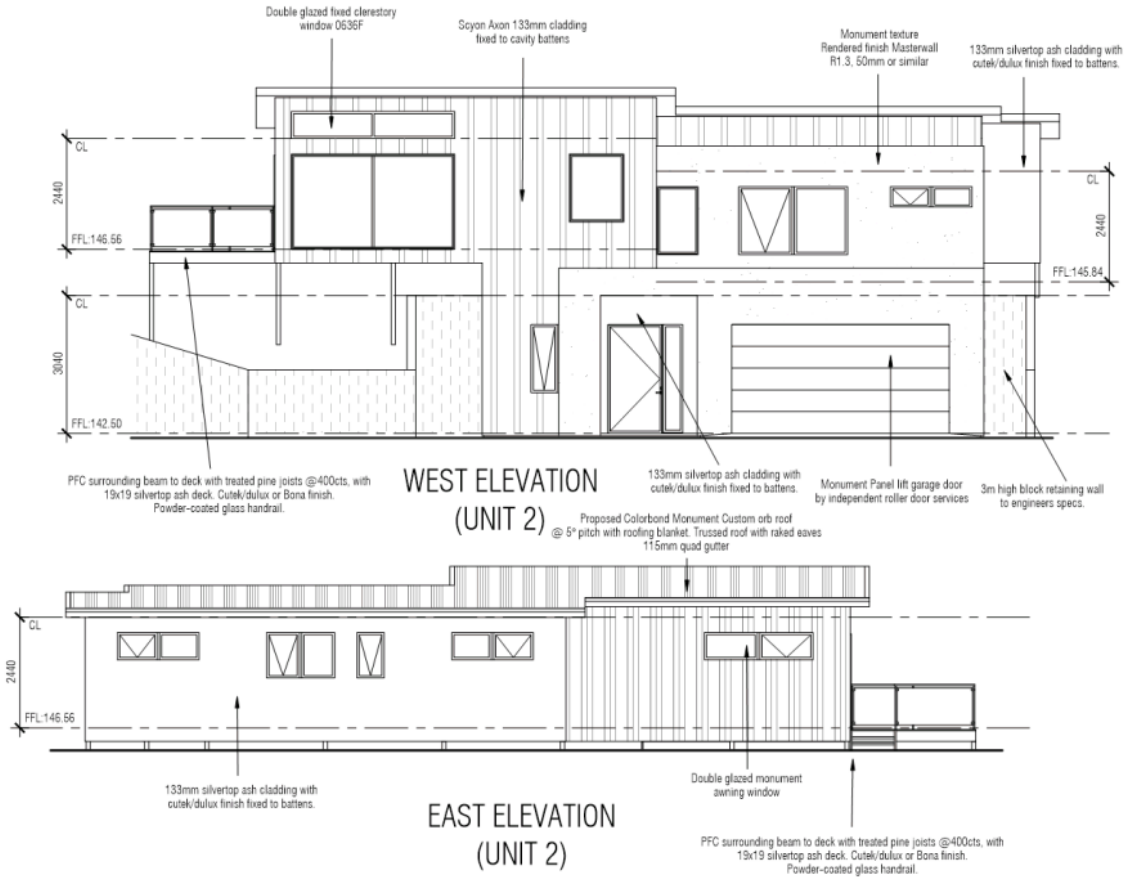 Double glazed fixed clerestory
window 0636F
Scyon Axon 133mm cladding
fixed to cavity battens
Monument texture
Rendered finish Masterwall
R1.3, 50mm or similar
133mm silvertop ash cladding with
cutek/dulux finish fixed to battens.
CL
2440
FFL:146.56
CL
2440
FFL:145.84
CL
3040
FFL:142.50
PFC surrounding beam to deck with treated pine joists @400cts, with
19x19 silvertop ash deck. Cutek/dulux or Bona finish.
Powder-coated glass handrail.
WEST ELEVATION
(UNIT 2)
133mm silvertop ash cladding with
cutek/dulux finish fixed to battens.
Monument Panel lift garage door
by independent roller door services
3m high block retaining wall
to engineers specs.
Proposed Colorbond Monument Custom orb roof
@ 5° pitch with roofing blanket. Trussed roof with raked eaves
115mm quad gutter
CL
2440
FFL:146.56
133mm silvertop ash cladding with
cutek/dulux finish fixed to battens.
EAST ELEVATION
(UNIT 2)
Double glazed monument
awning window
PFC surrounding beam to deck with treated pine joists @400cts, with
19x19 silvertop ash deck. Cutek/dulux or Bona finish.
Powder-coated glass handrail.